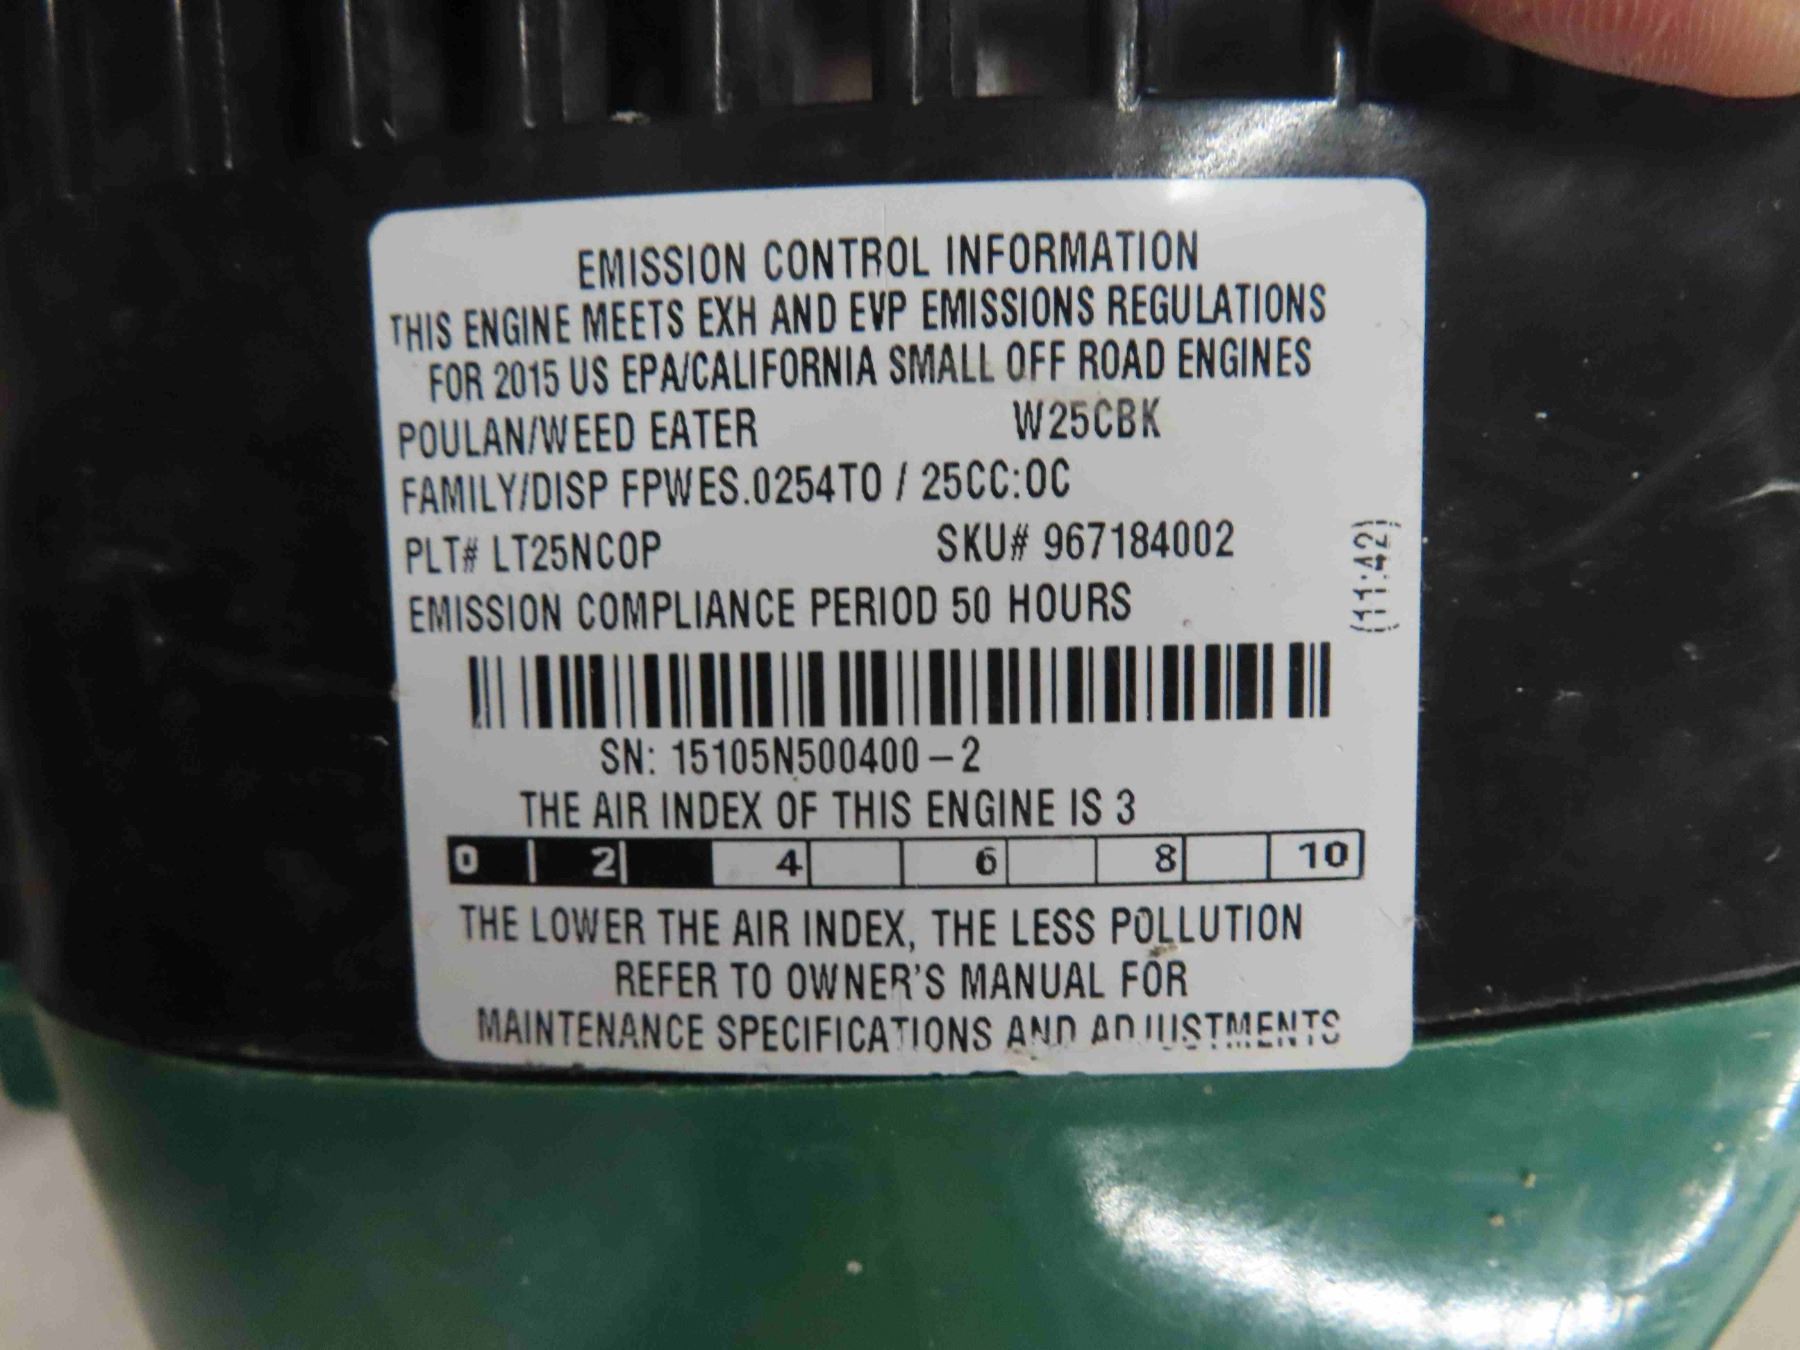 EMISSION CONTROL INFORMATION
THIS ENGINE MEETS EXH AND EVP EMISSIONS REGULATIONS
FOR 2015 US EPA/CALIFORNIA SMALL OFF ROAD ENGINES
POULAN/WEED EATER W25CBK
FAMILY/DISP FPWES.0254TO / 25CC:OC
PLT# LT25NCOP SKU# 967184002
(11:42)
EMISSION COMPLIANCE PERIOD 50 HOURS
SN: 15105N500400-2
THE AIR INDEX OF THIS ENGINE IS 3
0 2 4 6 8 10
THE LOWER THE AIR INDEX, THE LESS POLLUTION
REFER TO OWNER'S MANUAL FOR
MAINTENANCE SPECIFICATIONS AND ADJUSTMENTS